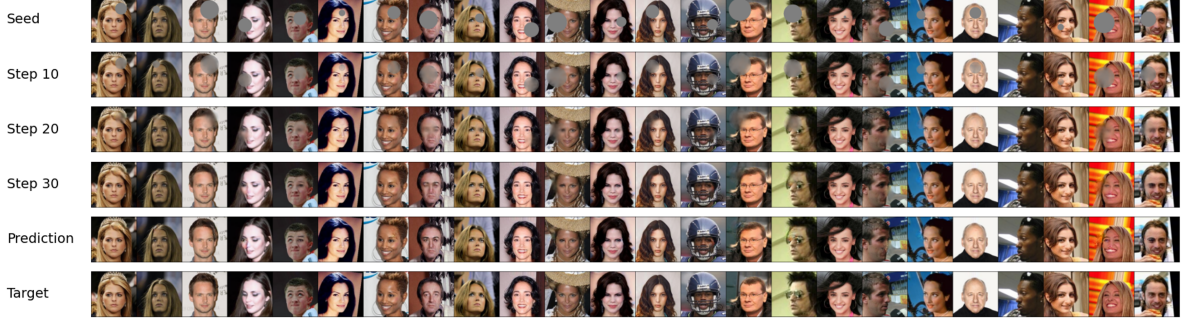 Seed
Step 10
Step 20
Step 30
Prediction
Target